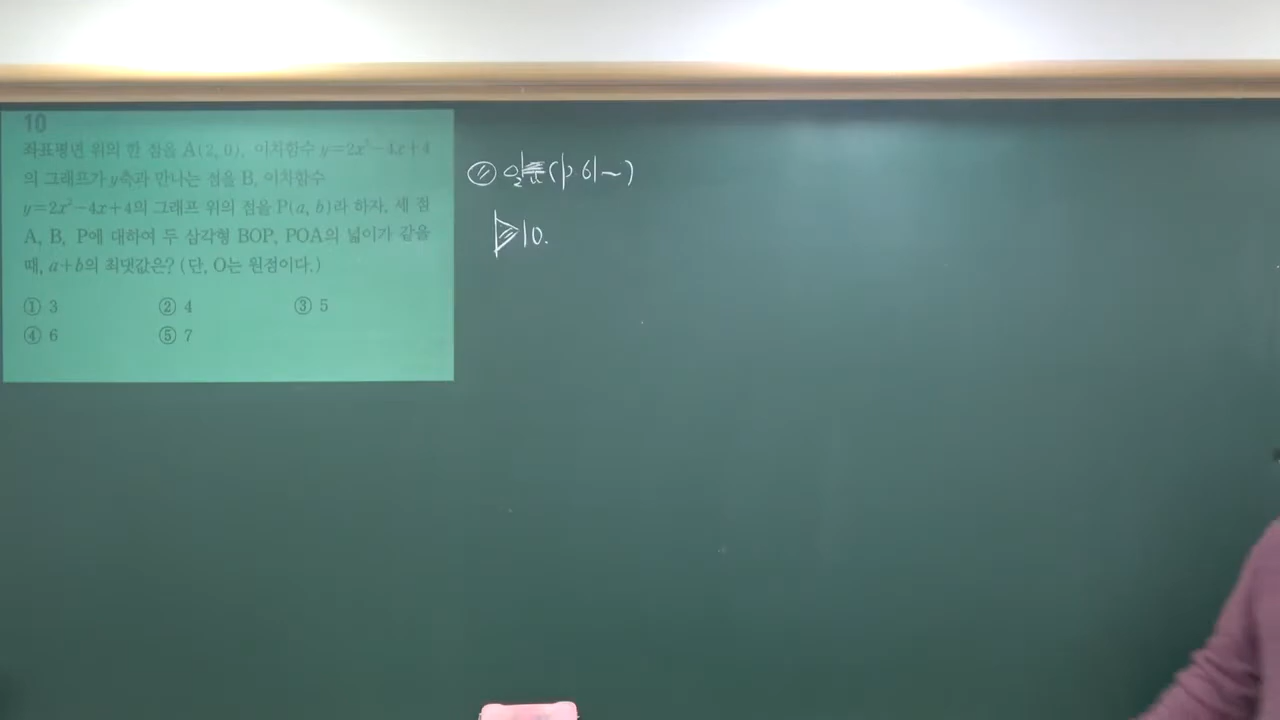 10
좌표평면 위의 한 점을 A(2, 0), 이차함수 y=2x²-4x+4
의 그래프가 y축과 만나는 점을 B, 이차함수
y=2x²-4x+4의 그래프 위의 점을 P(a, b)라 하자. 세 점
A, B, P에 대하여 두 삼각형 BOP, POA의 넓이가 같을
때, a+b의 최댓값은? (단, O는 원점이다.)
① 3 ② 4 ③ 5
④ 6 ⑤ 7
(p.61~)
10.